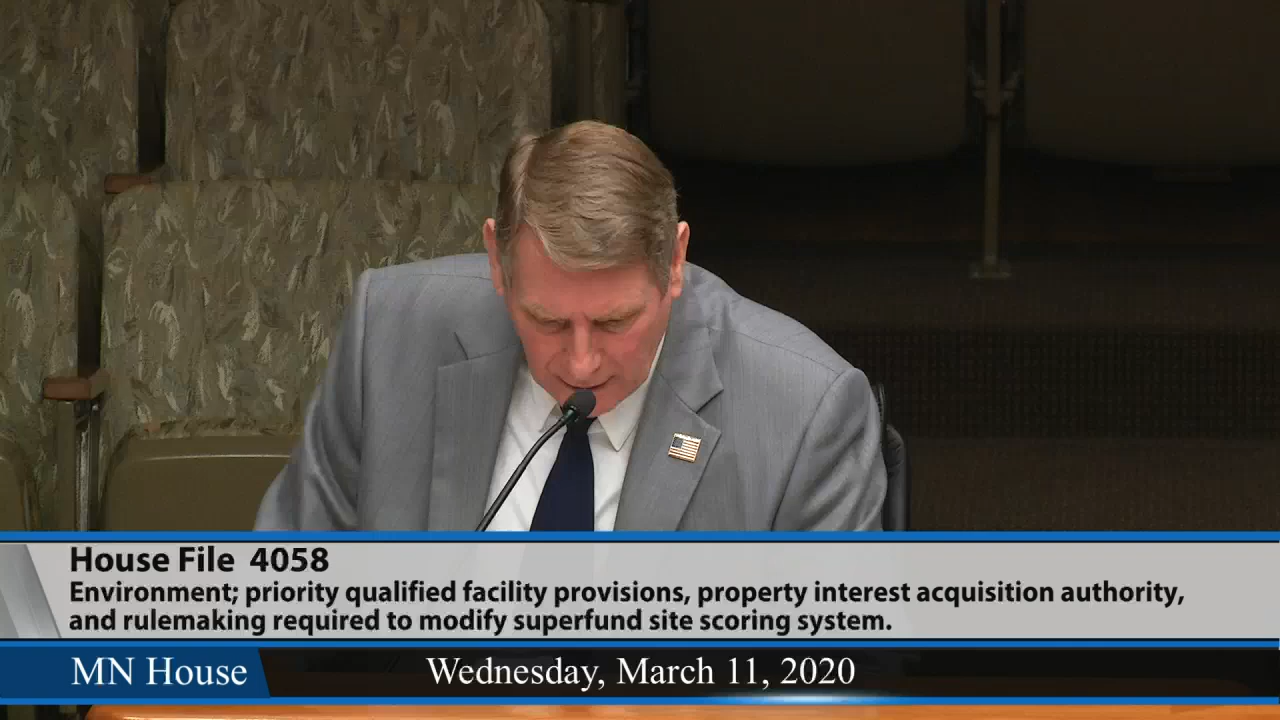 House File 4058
Environment; priority qualified facility provisions, property interest acquisition authority,
and rulemaking required to modify superfund site scoring system.
MN House
Wednesday, March 11, 2020